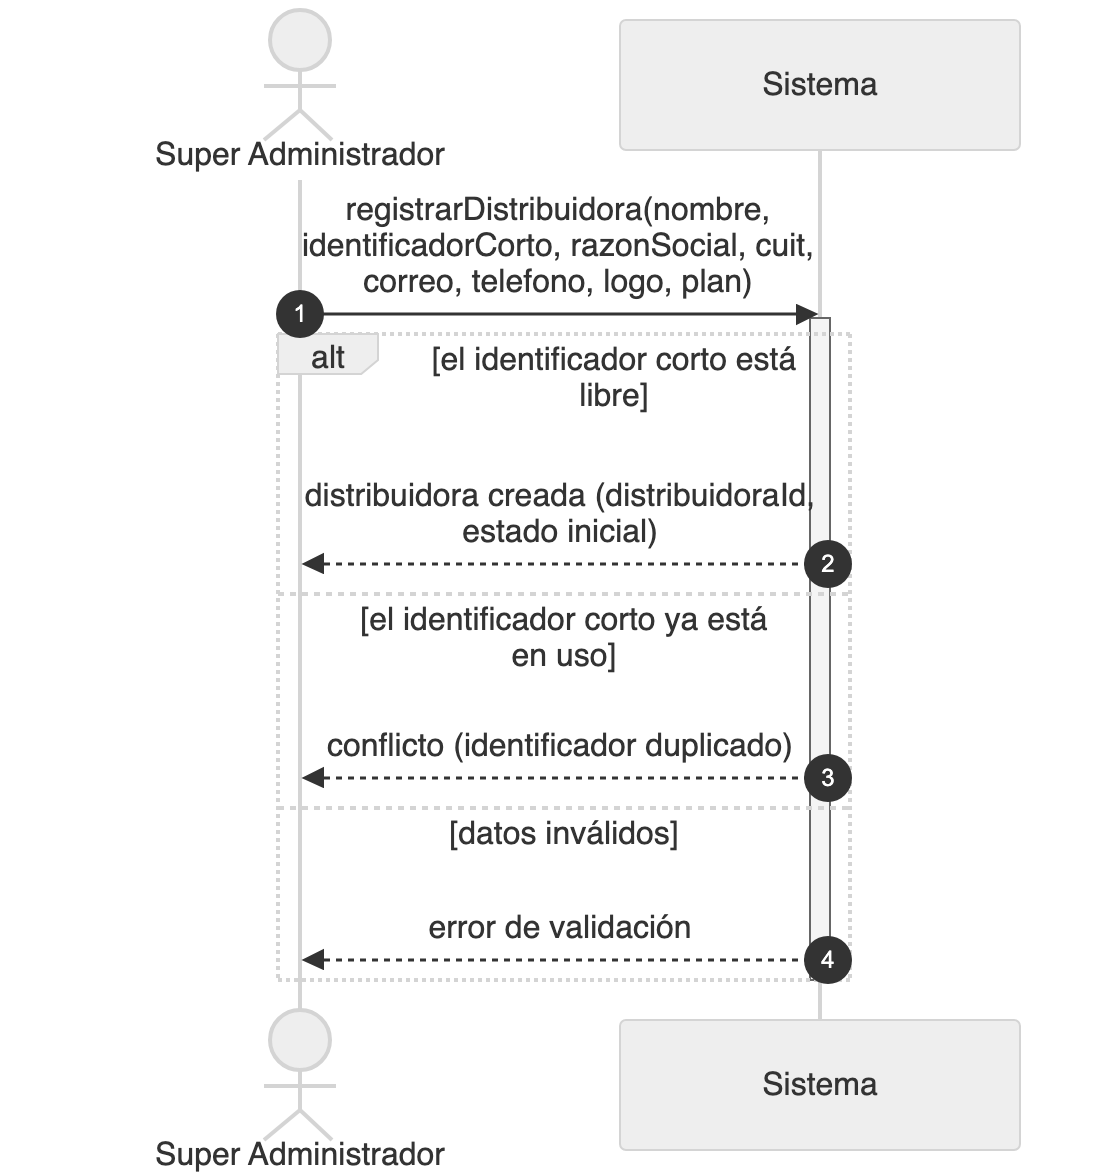 Super Administrador
Sistema
registrarDistribuidora(nombre,
identificadorCorto, razonSocial, cuit,
correo, telefono, logo, plan)
1
alt
[el identificador corto está
libre]
distribuidora creada (distribuidoraId,
estado inicial)
2
[el identificador corto ya está
en uso]
conflicto (identificador duplicado)
3
[datos inválidos]
error de validación
4
Sistema
Super Administrador